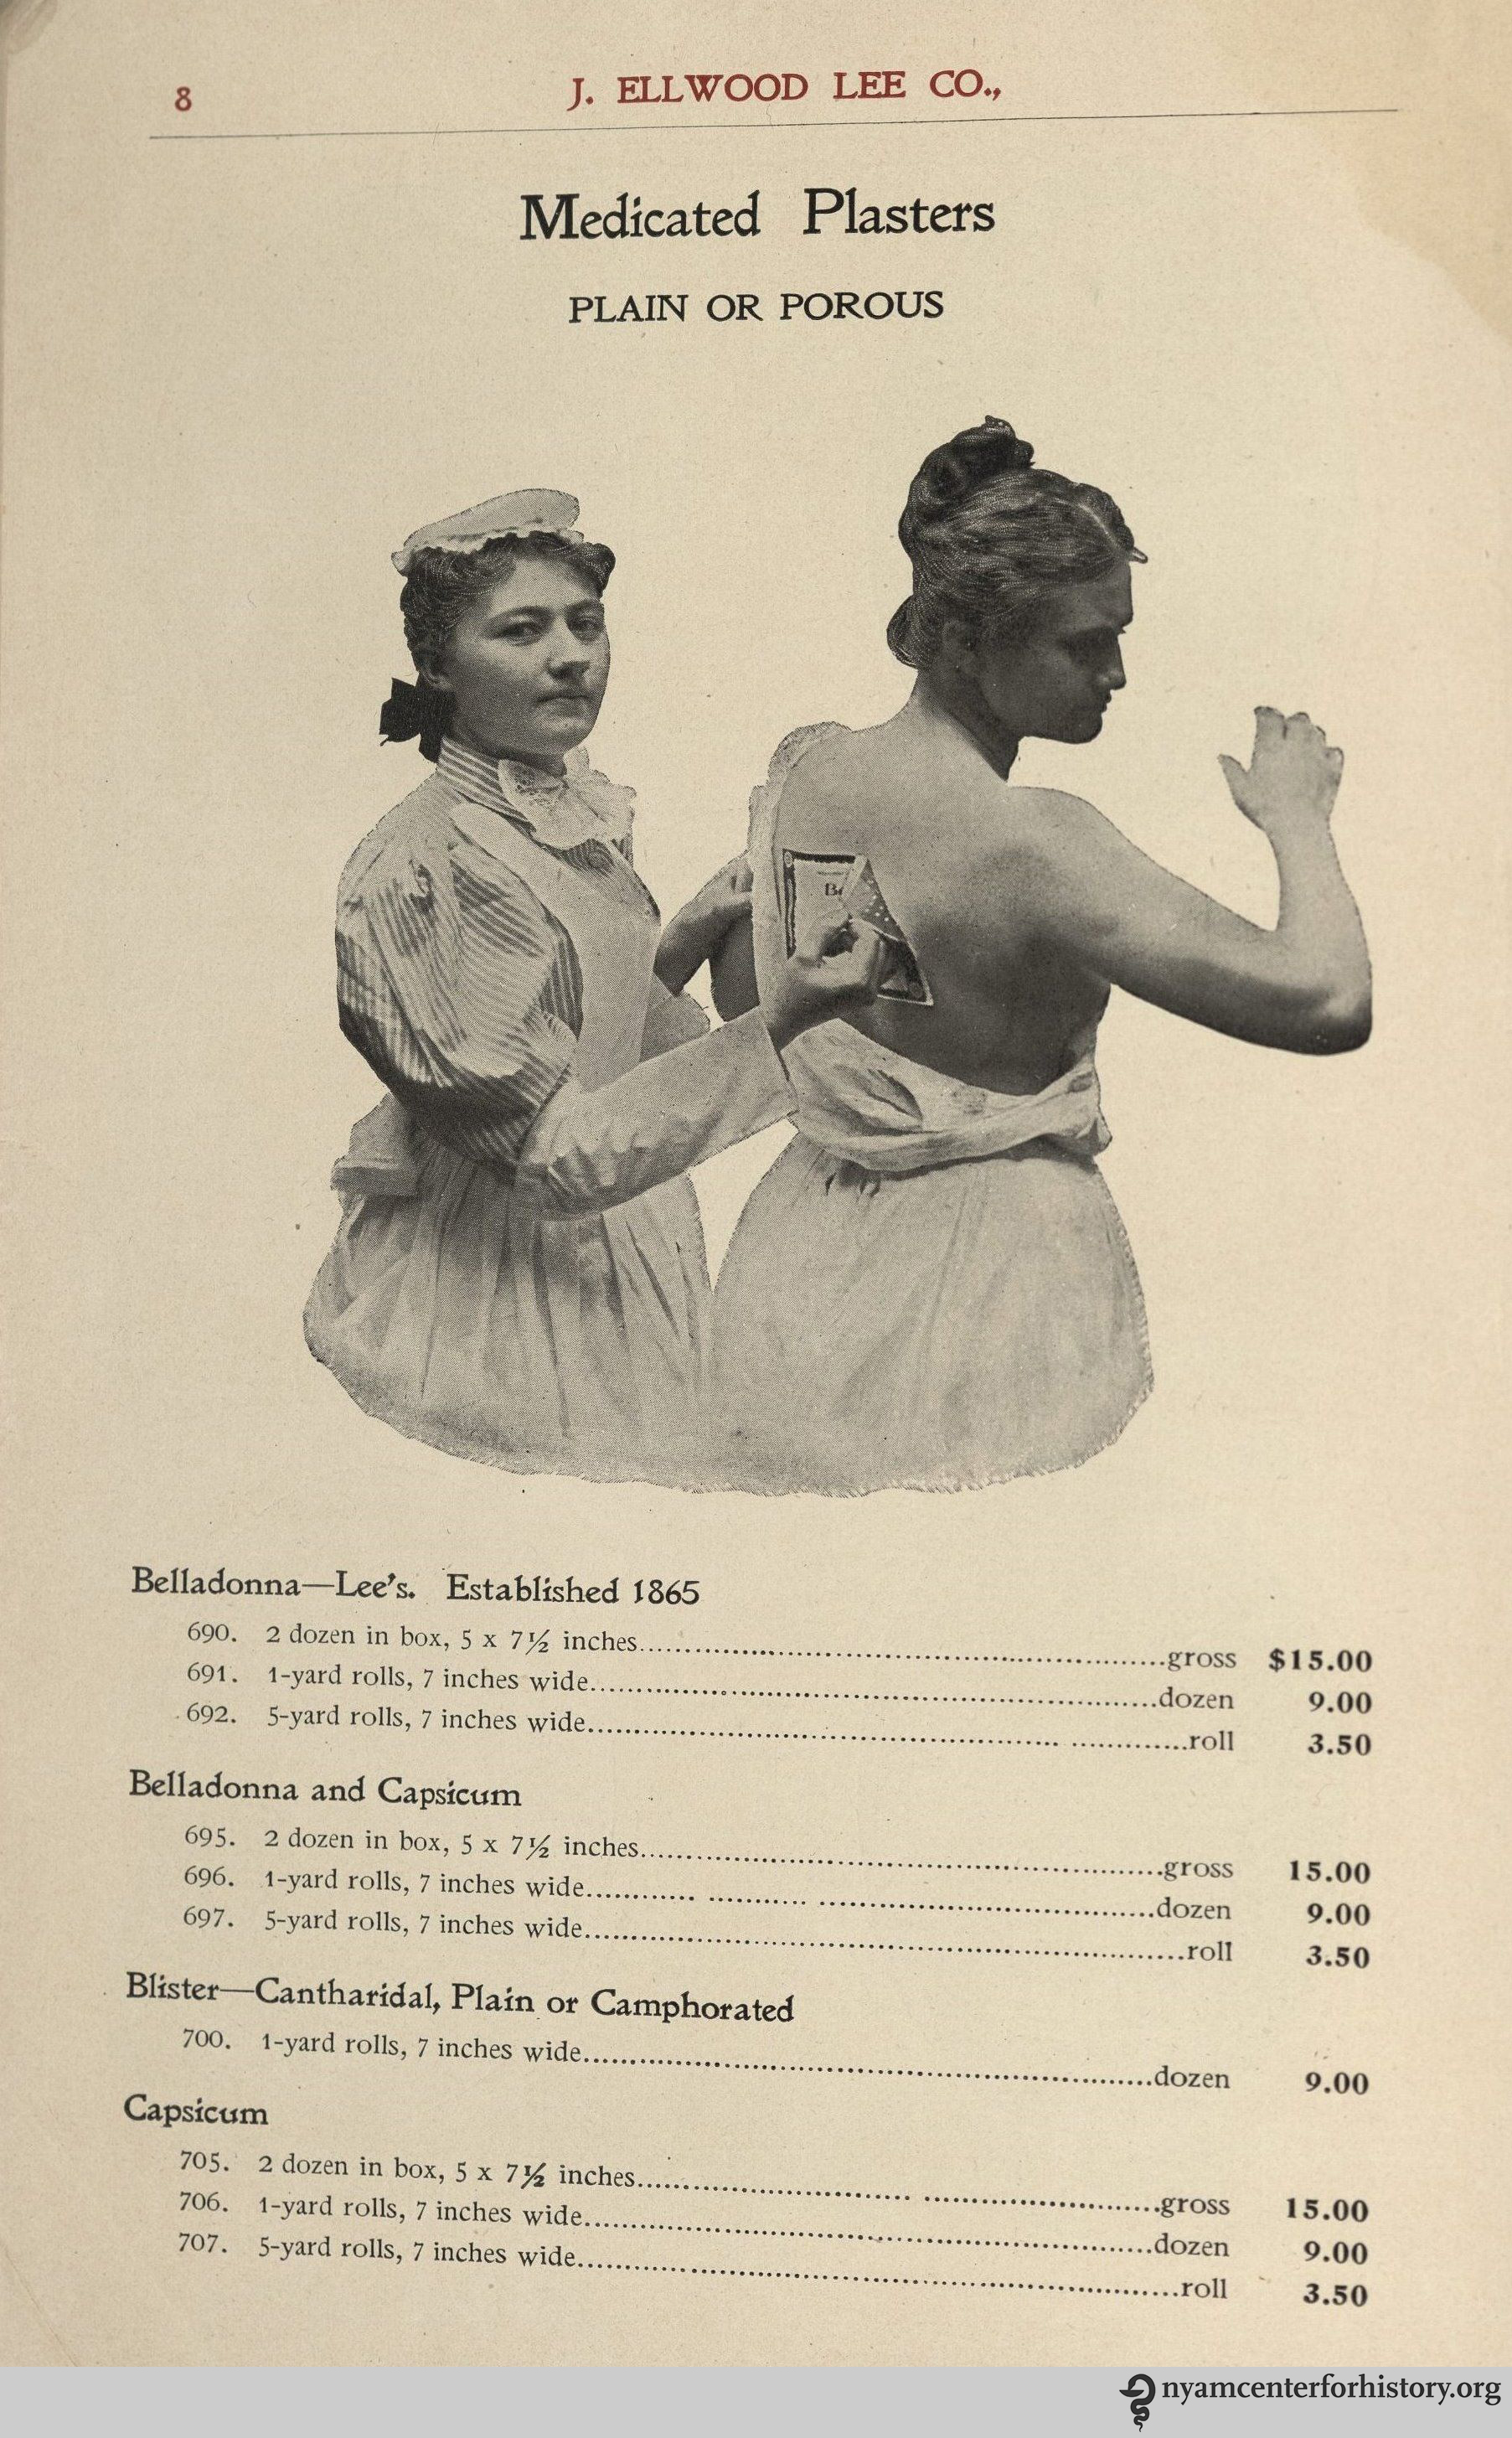 8
J. ELLWOOD LEE CO.,
Medicated Plasters
PLAIN OR POROUS
Be
Belladonna—Lee's. Established 1865
690. 2 dozen in box, 5 x 7½ inches..........gross $15.00
691. 1-yard rolls, 7 inches wide..........dozen 9.00
692. 5-yard rolls, 7 inches wide..........roll 3.50
Belladonna and Capsicum
695. 2 dozen in box, 5 x 7½ inches..........gross 15.00
696. 1-yard rolls, 7 inches wide..........dozen 9.00
697. 5-yard rolls, 7 inches wide..........roll 3.50
Blister—Cantharidal, Plain or Camphorated
700. 1-yard rolls, 7 inches wide..........dozen 9.00
Capsicum
705. 2 dozen in box, 5 x 7½ inches..........gross 15.00
706. 1-yard rolls, 7 inches wide..........dozen 9.00
707. 5-yard rolls, 7 inches wide..........roll 3.50
nyamcenterforhistory.org